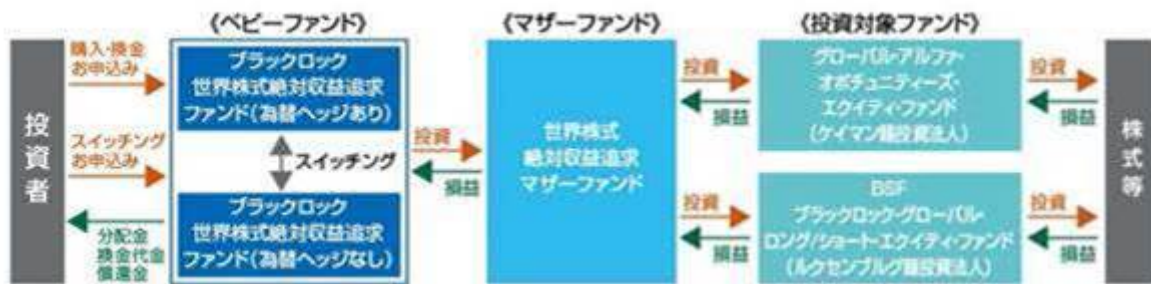 《ベビーファンド》
《マザーファンド》
《投資対象ファンド》
投資者
購入・換金
お申込み
スイッチング
お申込み
分配金
換金代金
償還金
ブラックロック
世界株式絶対収益追求
ファンド(為替ヘッジあり)
スイッチング
ブラックロック
世界株式絶対収益追求
ファンド(為替ヘッジなし)
投資
損益
世界株式
絶対収益追求
マザーファンド
投資
損益
投資
損益
グローバル・アルファ・
オポチュニティーズ・
エクイティ・ファンド
(ケイマン籍投資法人)
BSF
ブラックロック・グローバル・
ロング/ショート・エクイティ・ファンド
(ルクセンブルグ籍投資法人)
投資
損益
投資
損益
株式等